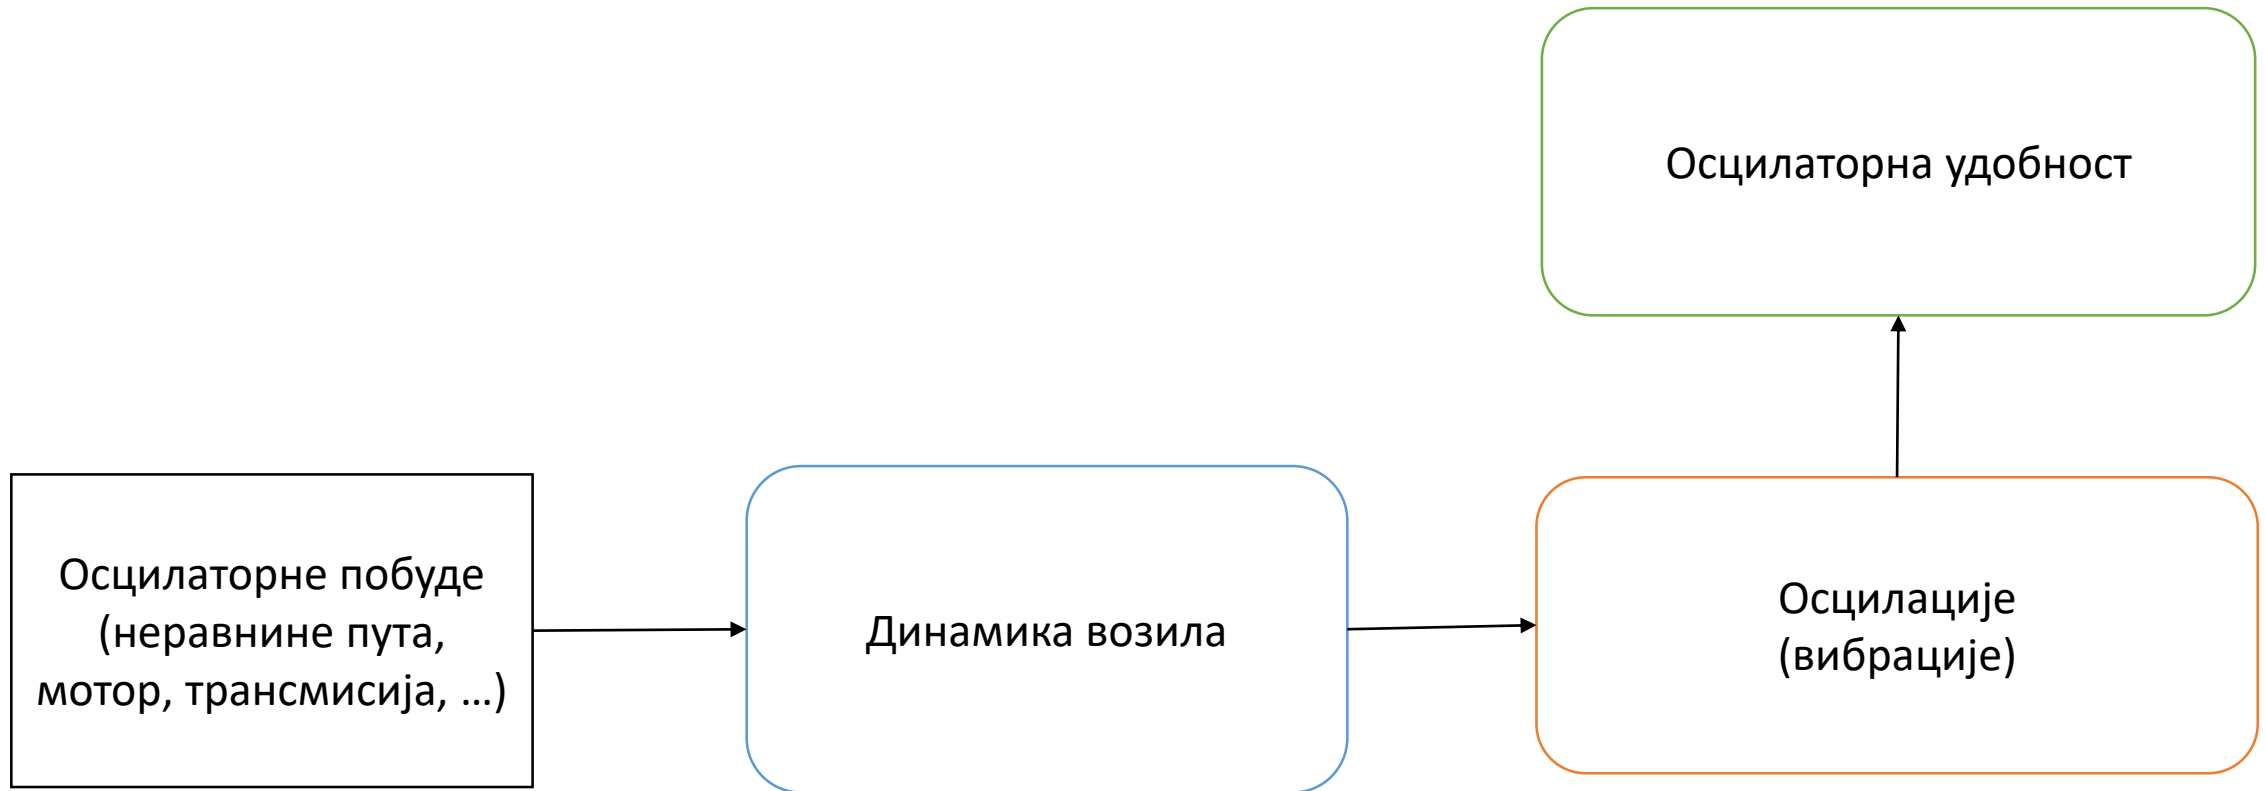 Осцилаторна удобност
Осцилаторне побуде
(неравнине пута,
мотор, трансмисија, ...)
Динамика возила
Осцилације
(вибрације)